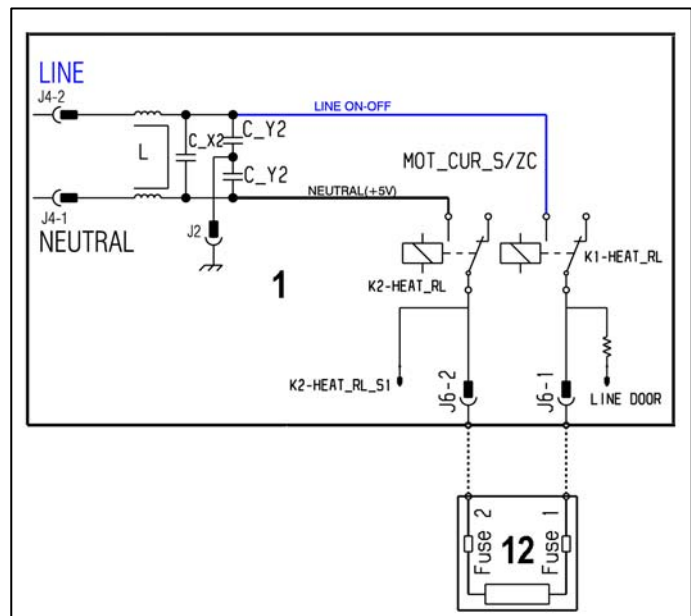 LINE
J4-2
LINE ON-OFF
C_Y2
C_X2
L
C_Y2
MOT_CUR_S/ZC
NEUTRAL(+5V)
J4-1
J2
NEUTRAL
1
K2-HEAT_RL
K1-HEAT_RL
K2-HEAT_RL_S1
J6-2
J6-1
LINE DOOR
Fuse 2
12
Fuse 1